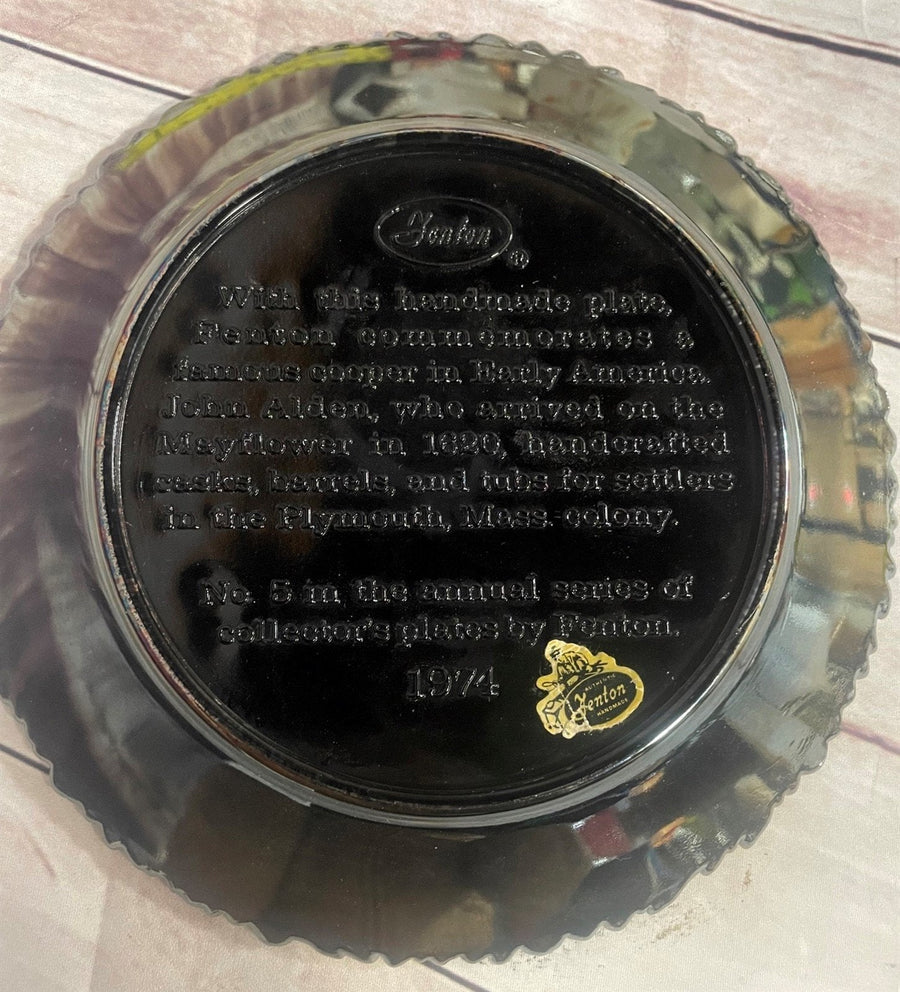 Fenton ®
With this handmade plate,
Fenton commemorates a
famous cooper in Early America.
John Alden, who arrived on the
Mayflower in 1620, handcrafted
casks, barrels, and tubs for settlers
in the Plymouth, Mass. colony.
No. 5 in the annual series of
collector's plates by Fenton.
1974
AUTHENTIC
Fenton
HANDMADE